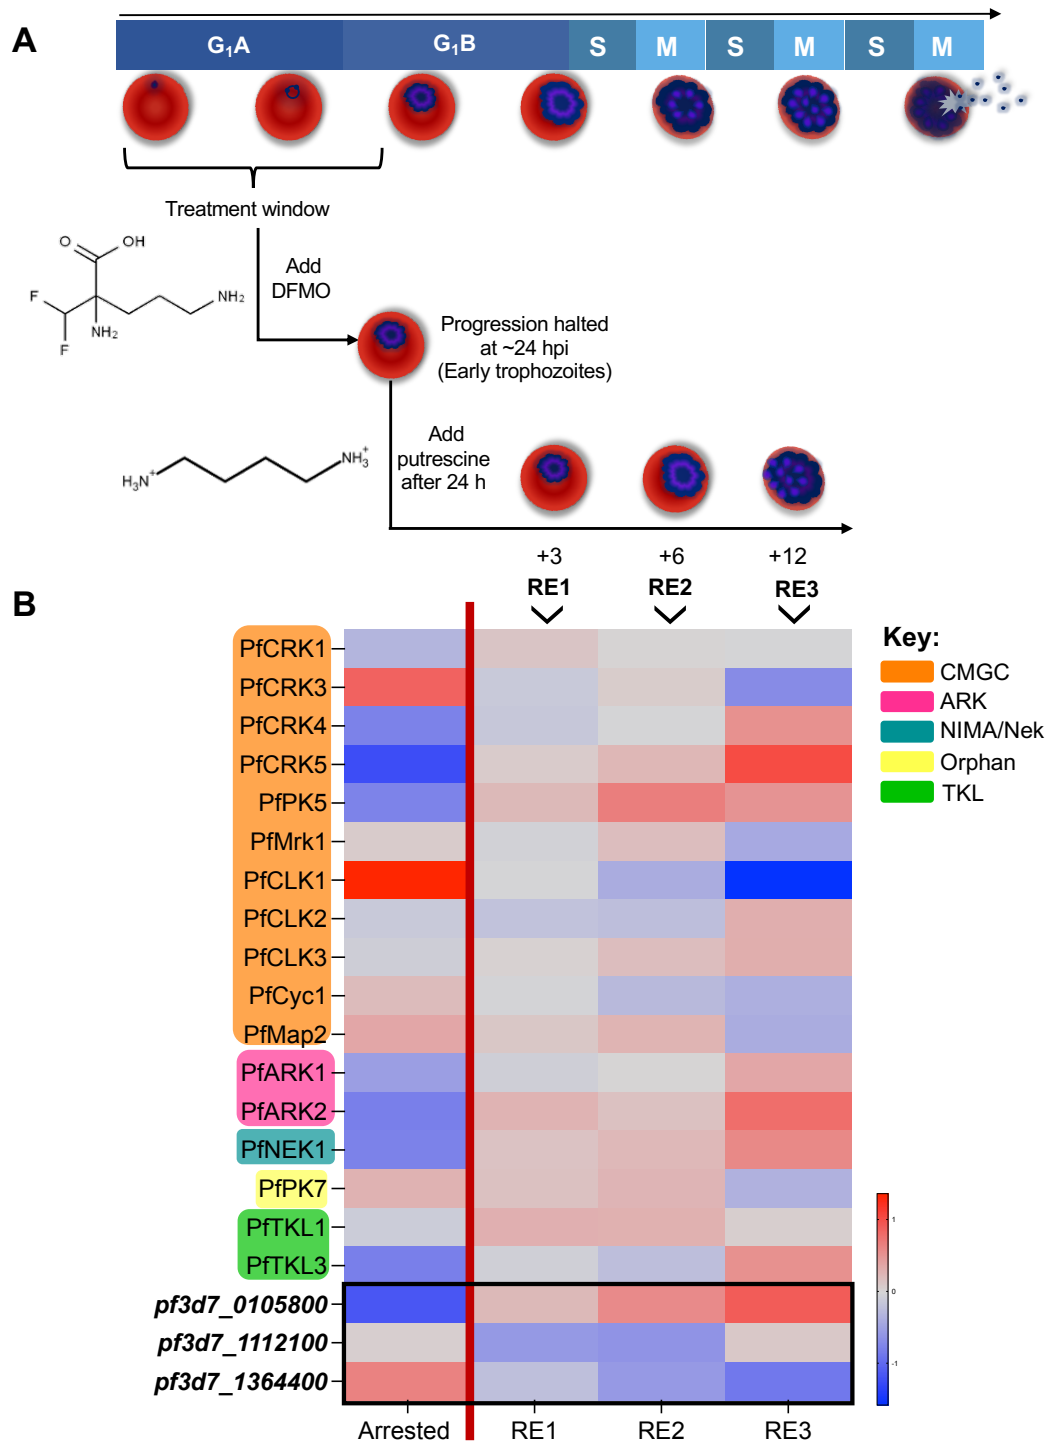 A
G₁A G₁B S M S M S M
Treatment window
O OH
F F NH₂ NH₂
Add
DFMO
Progression halted
at ~24 hpi
(Early trophozoites)
H₃N⁺ NH₃⁺
Add
putrescine
after 24 h
+3 +6 +12
RE1 RE2 RE3
B
PfCRK1
PfCRK3
PfCRK4
PfCRK5
PfPK5
PfMrk1
PfCLK1
PfCLK2
PfCLK3
PfCyc1
PfMap2
PfARK1
PfARK2
PfNEK1
PfPK7
PfTKL1
PfTKL3
pf3d7_0105800
pf3d7_1112100
pf3d7_1364400
Arrested RE1 RE2 RE3
Key:
CMGC
ARK
NIMA/Nek
Orphan
TKL
1
0
-1